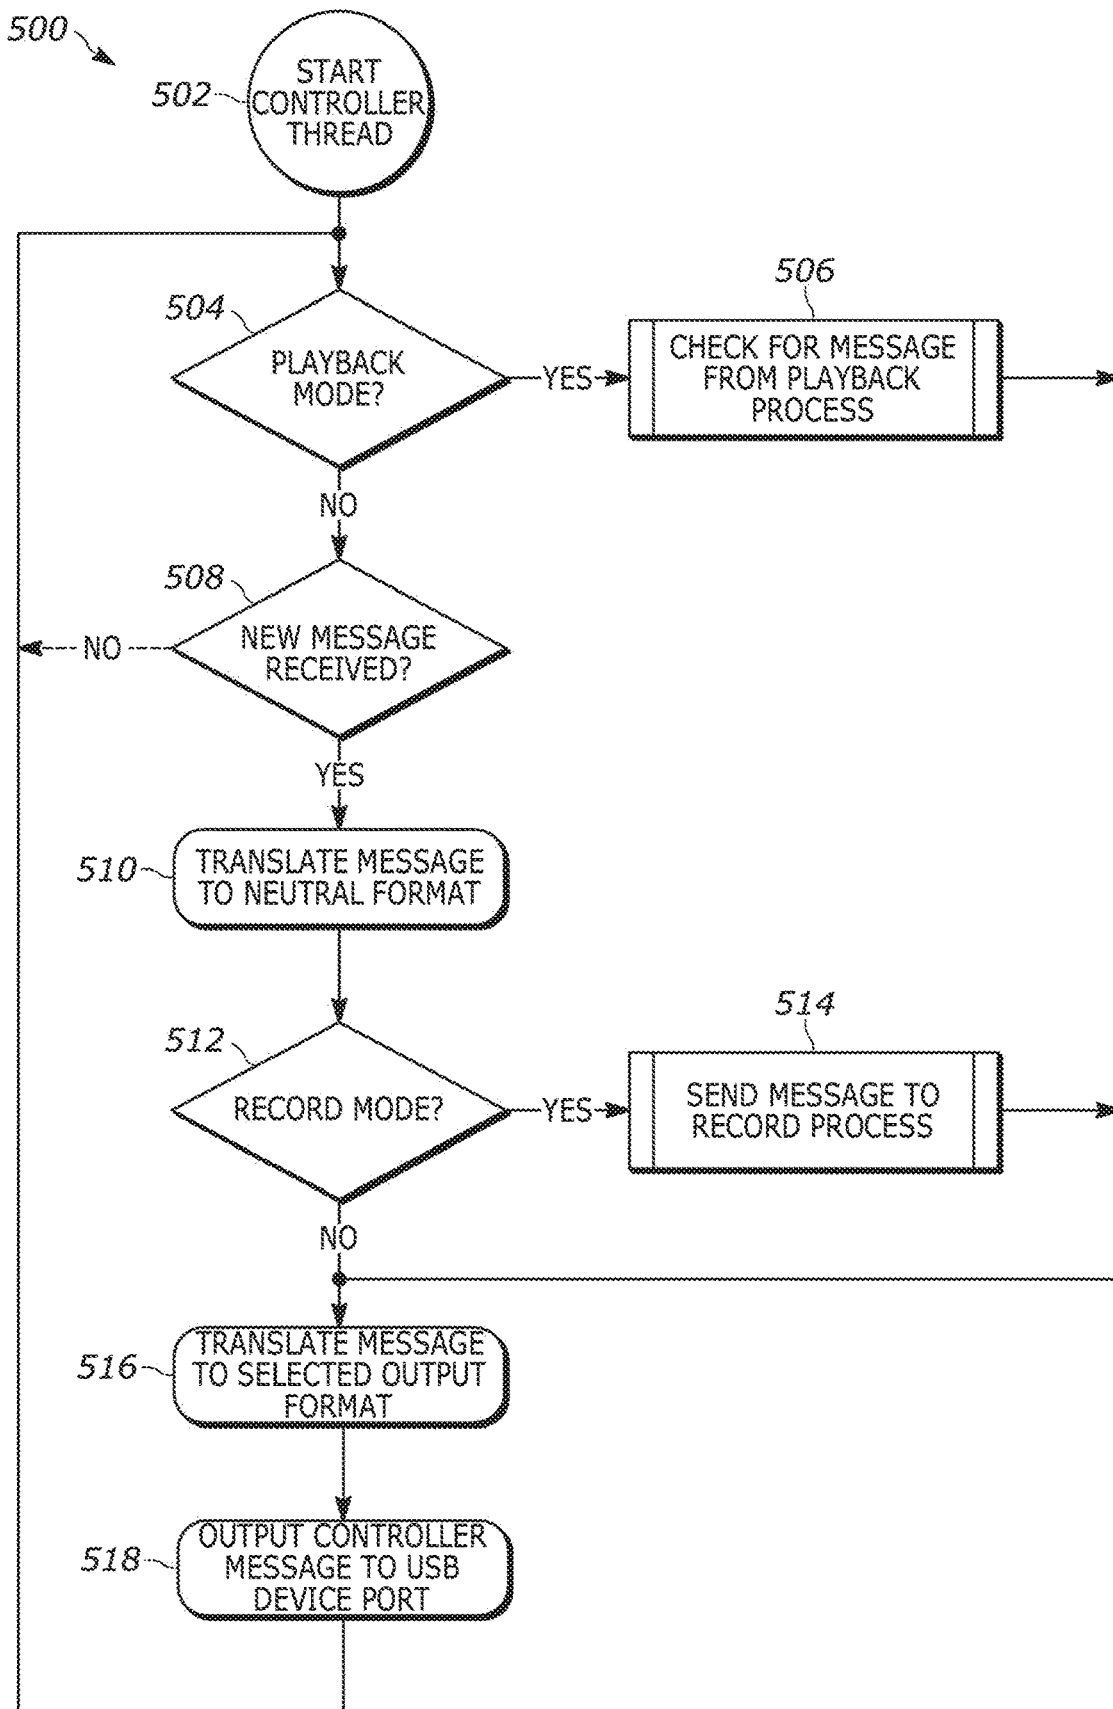 500
502
START
CONTROLLER
THREAD
504
PLAYBACK
MODE?
YES
506
CHECK FOR MESSAGE
FROM PLAYBACK
PROCESS
NO
508
NEW MESSAGE
RECEIVED?
NO
YES
510
TRANSLATE MESSAGE
TO NEUTRAL FORMAT
512
RECORD MODE?
YES
514
SEND MESSAGE TO
RECORD PROCESS
NO
516
TRANSLATE MESSAGE
TO SELECTED OUTPUT
FORMAT
518
OUTPUT CONTROLLER
MESSAGE TO USB
DEVICE PORT